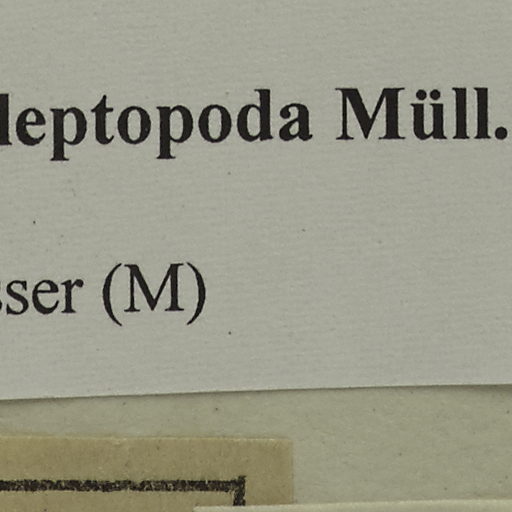 leptopoda Müll.
sser (M)